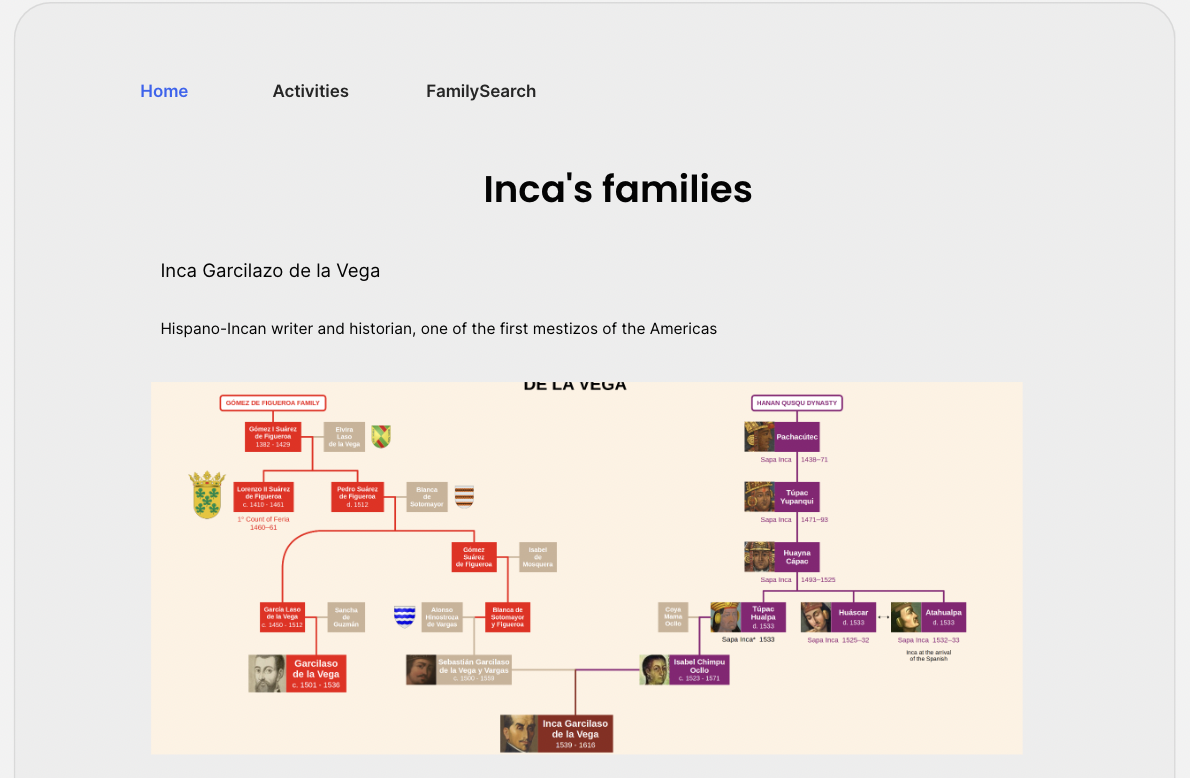 Home
Activities
FamilySearch
Inca's families
Inca Garcilazo de la Vega
Hispano-Incan writer and historian, one of the first mestizos of the Americas
DE LA VEGA
GÓMEZ DE FIGUEROA FAMILY
HANAN QUSQU DYNASTY
Gómez I Suárez
de Figueroa
1382 - 1429
Elvira
Laso
de la Vega
Pachacútec
Sapa Inca
1438–71
Lorenzo II Suárez
de Figueroa
c. 1410 - 1461
1° Count of Feria
1460–61
Pedro Suárez
de Figueroa
d. 1512
Blanca
de
Sotomayor
Túpac
Yupanqui
Sapa Inca
1471–93
Gómez
Suárez
de Figueroa
Isabel
de
Mosquera
Huayna
Cápac
Sapa Inca
1493–1525
García Laso
de la Vega
c. 1450 - 1512
Sancha
de
Guzmán
Alonso
Hinostroza
de Vargas
Blanca de
Sotomayor
y Figueroa
Coya
Mama
Ocllo
Túpac
Hualpa
d. 1533
Sapa Inca* 1533
Huáscar
d. 1533
Sapa Inca 1525–32
Atahualpa
d. 1533
Sapa Inca 1532–33
Inca at the arrival
of the Spanish
Garcilaso
de la Vega
c. 1501 - 1536
Sebastián Garcilaso
de la Vega y Vargas
c. 1500 - 1559
Isabel Chimpu
Ocllo
c. 1523 - 1571
Inca Garcilaso
de la Vega
1539 - 1616